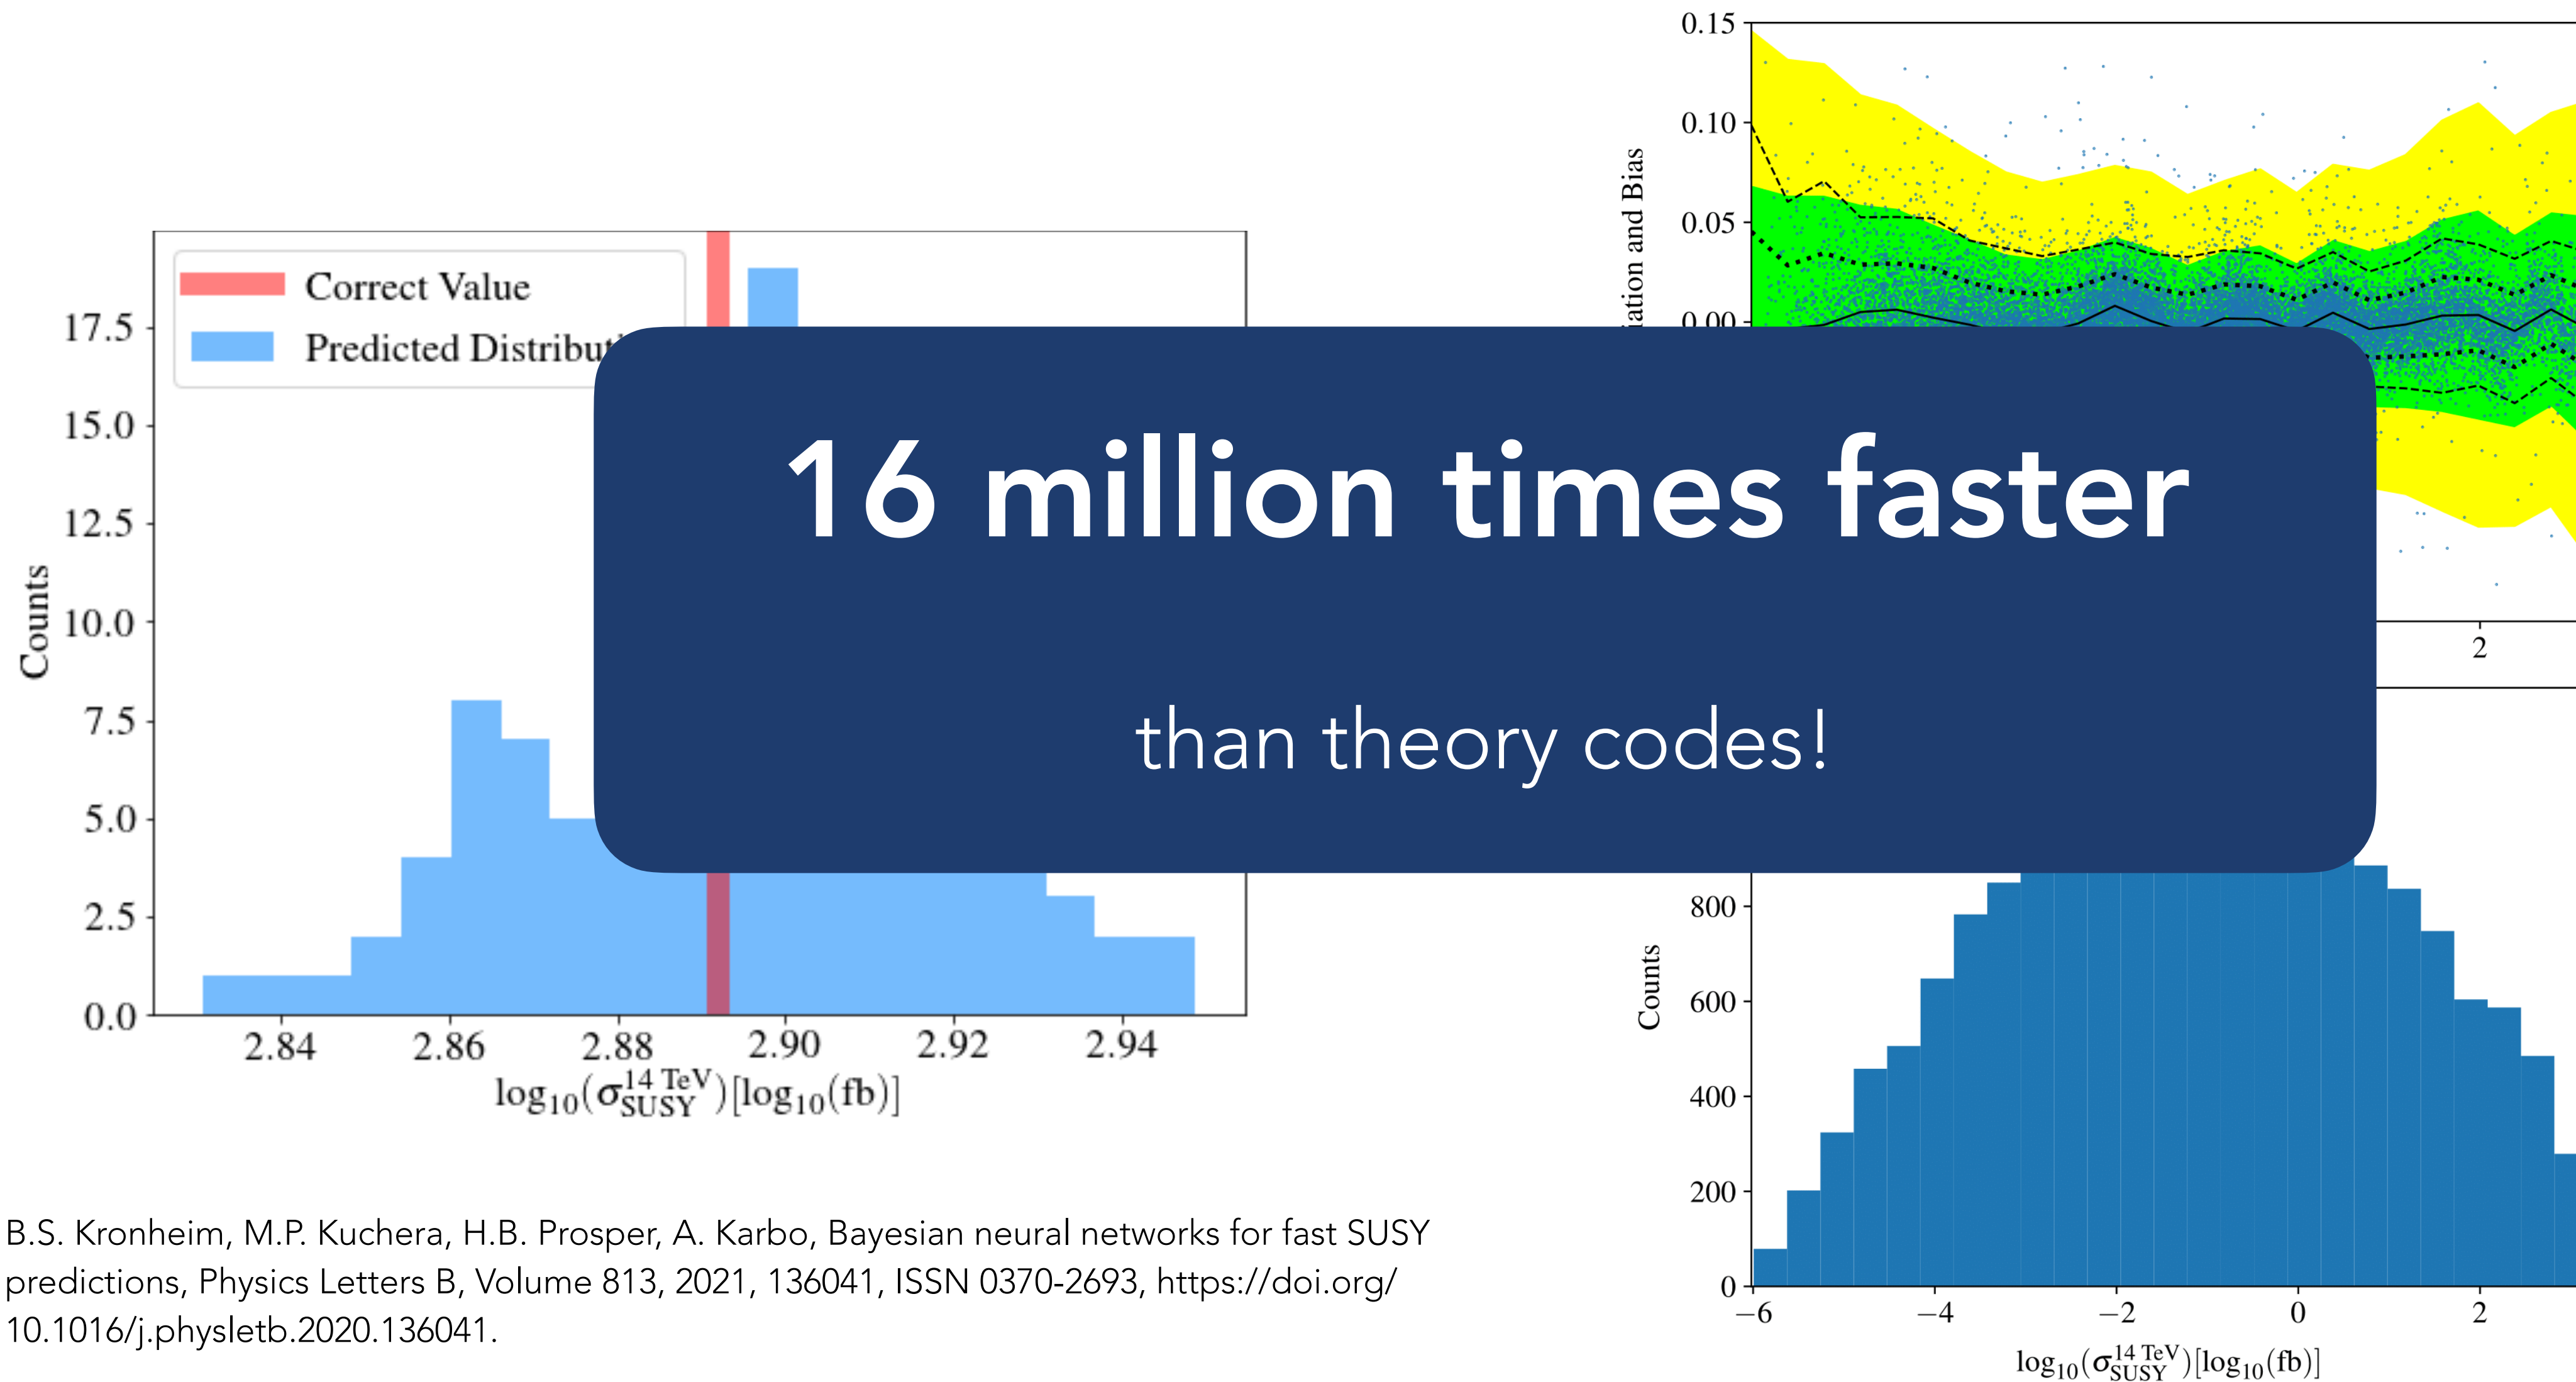 Correct Value
Predicted
17.5
15.0
12.5
10.0
7.5
5.0
2.5
0.0
Counts
2.84 2.86 2.88 2.90 2.92 2.94
log₁₀(σ_SUSY^14 TeV)[log₁₀(fb)]
0.15
0.10
0.05
0.00
and Bias
2
16 million times faster
than theory codes!
800
600
400
200
0
Counts
−6 −4 −2 0 2
log₁₀(σ_SUSY^14 TeV)[log₁₀(fb)]
B.S. Kronheim, M.P. Kuchera, H.B. Prosper, A. Karbo, Bayesian neural networks for fast SUSY
predictions, Physics Letters B, Volume 813, 2021, 136041, ISSN 0370-2693, https://doi.org/
10.1016/j.physletb.2020.136041.